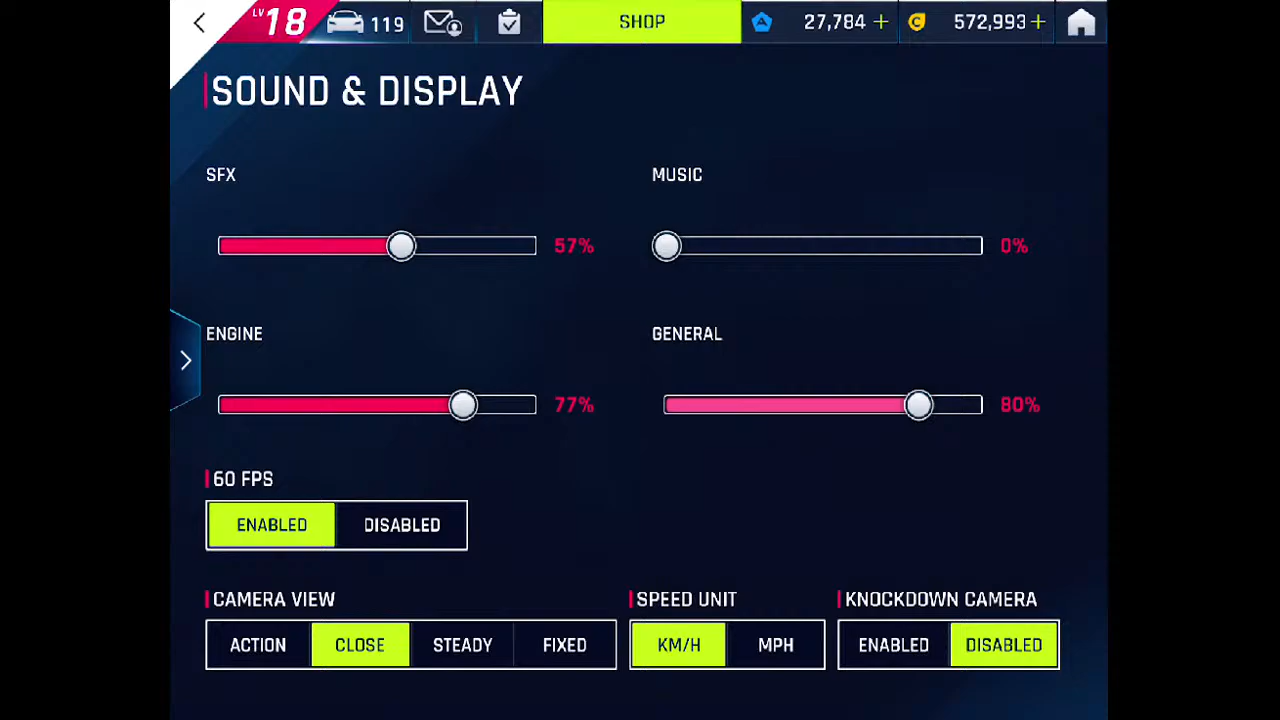 LV 18 119 SHOP 27,784 + 572,993 +
SOUND & DISPLAY
SFX MUSIC
57% 0%
ENGINE GENERAL
77% 80%
60 FPS
ENABLED DISABLED
CAMERA VIEW SPEED UNIT KNOCKDOWN CAMERA
ACTION CLOSE STEADY FIXED KM/H MPH ENABLED DISABLED